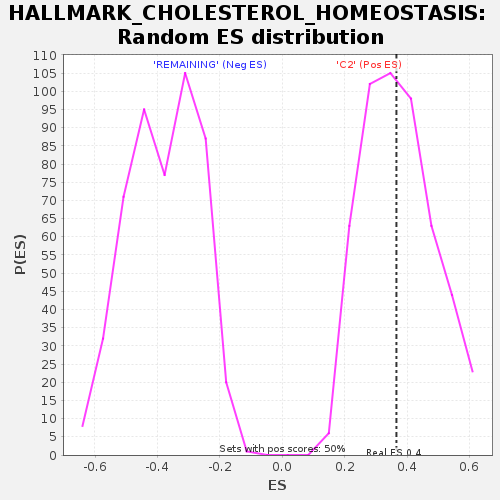 HALLMARK_CHOLESTEROL_HOMEOSTASIS:
Random ES distribution
'REMAINING' (Neg ES)
'C2' (Pos ES)
110
105
100
95
90
85
80
75
70
65
60
55
50
45
40
35
30
25
20
15
10
5
0
P(ES)
Sets with pos scores: 50%
Real ES 0.4
-0.6 -0.4 -0.2 0.0 0.2 0.4 0.6
ES